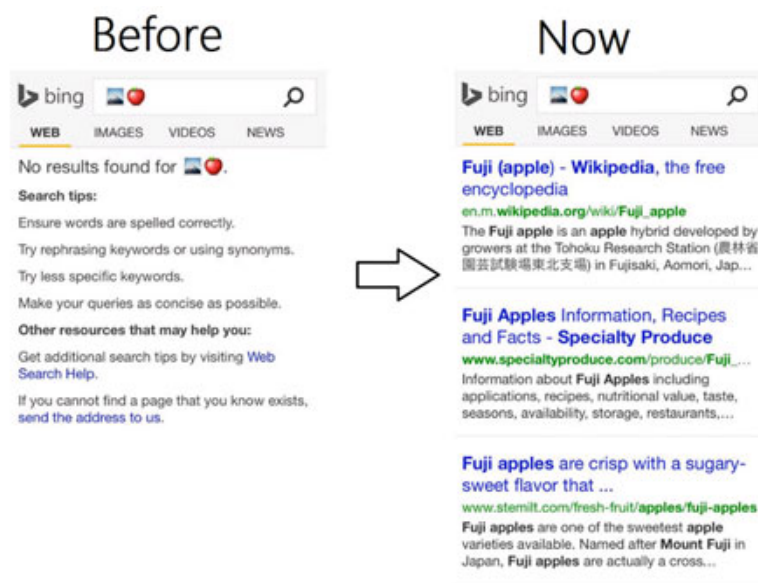 Before
bing 🗻🍎
WEB IMAGES VIDEOS NEWS
No results found for 🗻🍎.
Search tips:
Ensure words are spelled correctly.
Try rephrasing keywords or using synonyms.
Try less specific keywords.
Make your queries as concise as possible.
Other resources that may help you:
Get additional search tips by visiting Web
Search Help.
If you cannot find a page that you know exists,
send the address to us.
Now
bing 🗻🍎
WEB IMAGES VIDEOS NEWS
Fuji (apple) - Wikipedia, the free
encyclopedia
en.m.wikipedia.org/wiki/Fuji_apple
The Fuji apple is an apple hybrid developed by
growers at the Tohoku Research Station (農林省
園芸試験場東北支場) in Fujisaki, Aomori, Jap...
Fuji Apples Information, Recipes
and Facts - Specialty Produce
www.specialtyproduce.com/produce/Fuji_...
Information about Fuji Apples including
applications, recipes, nutritional value, taste,
seasons, availability, storage, restaurants,...
Fuji apples are crisp with a sugary-
sweet flavor that ...
www.stemilt.com/fresh-fruit/apples/fuji-apples
Fuji apples are one of the sweetest apple
varieties available. Named after Mount Fuji in
Japan, Fuji apples are actually a cross...